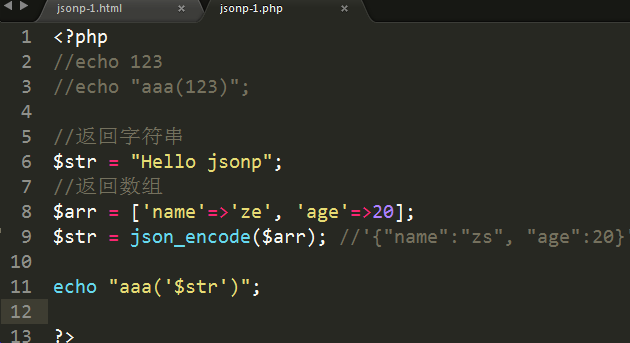 jsonp-1.html × jsonp-1.php ×
1 <?php
2 //echo 123
3 //echo "aaa(123)";
4
5 //返回字符串
6 $str = "Hello jsonp";
7 //返回数组
8 $arr = ['name'=>'ze', 'age'=>20];
9 $str = json_encode($arr); //'{"name":"zs", "age":20}'
10
11 echo "aaa('$str')";
12
13 ?>